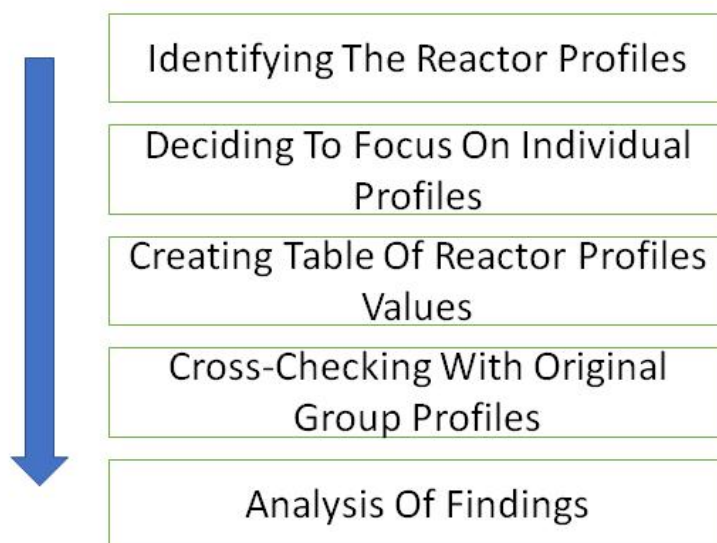 Identifying The Reactor Profiles
Deciding To Focus On Individual
Profiles
Creating Table Of Reactor Profiles
Values
Cross-Checking With Original
Group Profiles
Analysis Of Findings